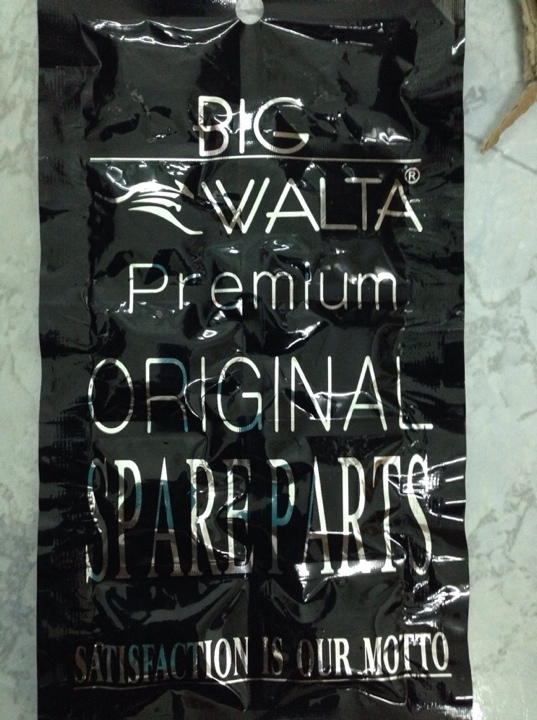 BIG
WALTA®
Premium
ORIGINAL
SPARE PARTS
SATISFACTION IS OUR MOTTO